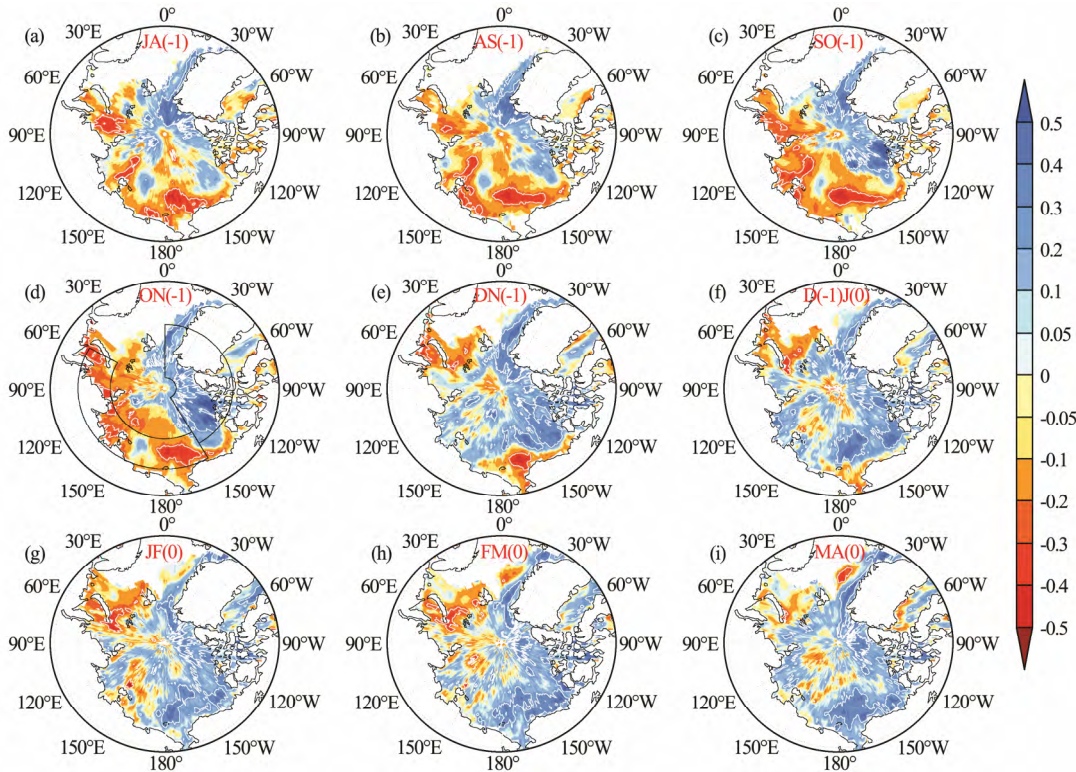 (a) JA(-1) 0° 30°E 60°E 90°E 120°E 150°E 180° 150°W 120°W 90°W 60°W 30°W
(b) AS(-1) 0° 30°E 60°E 90°E 120°E 150°E 180° 150°W 120°W 90°W 60°W 30°W
(c) SO(-1) 0° 30°E 60°E 90°E 120°E 150°E 180° 150°W 120°W 90°W 60°W 30°W
(d) ON(-1) 0° 30°E 60°E 90°E 120°E 150°E 180° 150°W 120°W 90°W 60°W 30°W
(e) DN(-1) 0° 30°E 60°E 90°E 120°E 150°E 180° 150°W 120°W 90°W 60°W 30°W
(f) D(-1)J(0) 0° 30°E 60°E 90°E 120°E 150°E 180° 150°W 120°W 90°W 60°W 30°W
(g) JF(0) 0° 30°E 60°E 90°E 120°E 150°E 180° 150°W 120°W 90°W 60°W 30°W
(h) FM(0) 0° 30°E 60°E 90°E 120°E 150°E 180° 150°W 120°W 90°W 60°W 30°W
(i) MA(0) 0° 30°E 60°E 90°E 120°E 150°E 180° 150°W 120°W 90°W 60°W 30°W
0.5
0.4
0.3
0.2
0.1
0.05
0
-0.05
-0.1
-0.2
-0.3
-0.4
-0.5